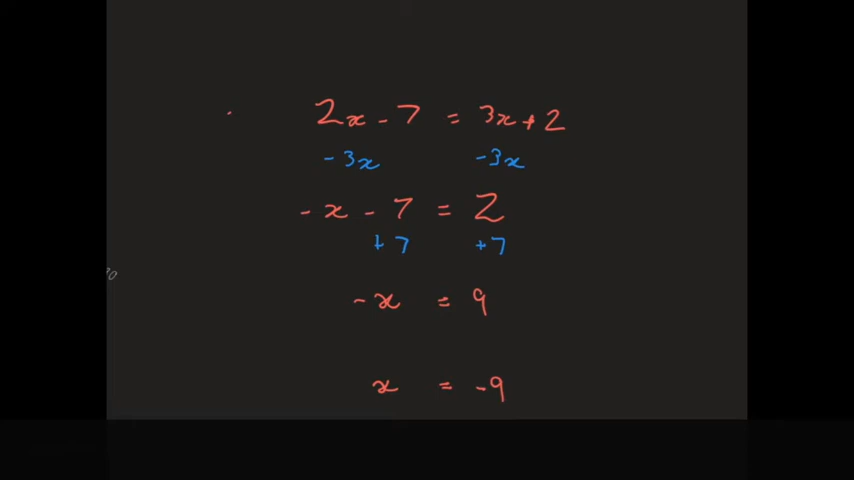 2x - 7 = 3x + 2
- 3x - 3x
- x - 7 = 2
+ 7 + 7
- x = 9
x = - 9